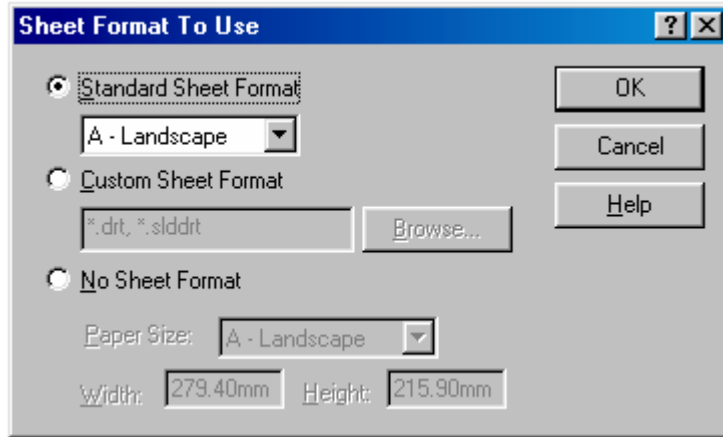 Sheet Format To Use
Standard Sheet Format
OK
A - Landscape
Cancel
Custom Sheet Format
Help
*.drt, *.slddrt
Browse...
No Sheet Format
Paper Size: A - Landscape
Width: 279.40mm Height: 215.90mm